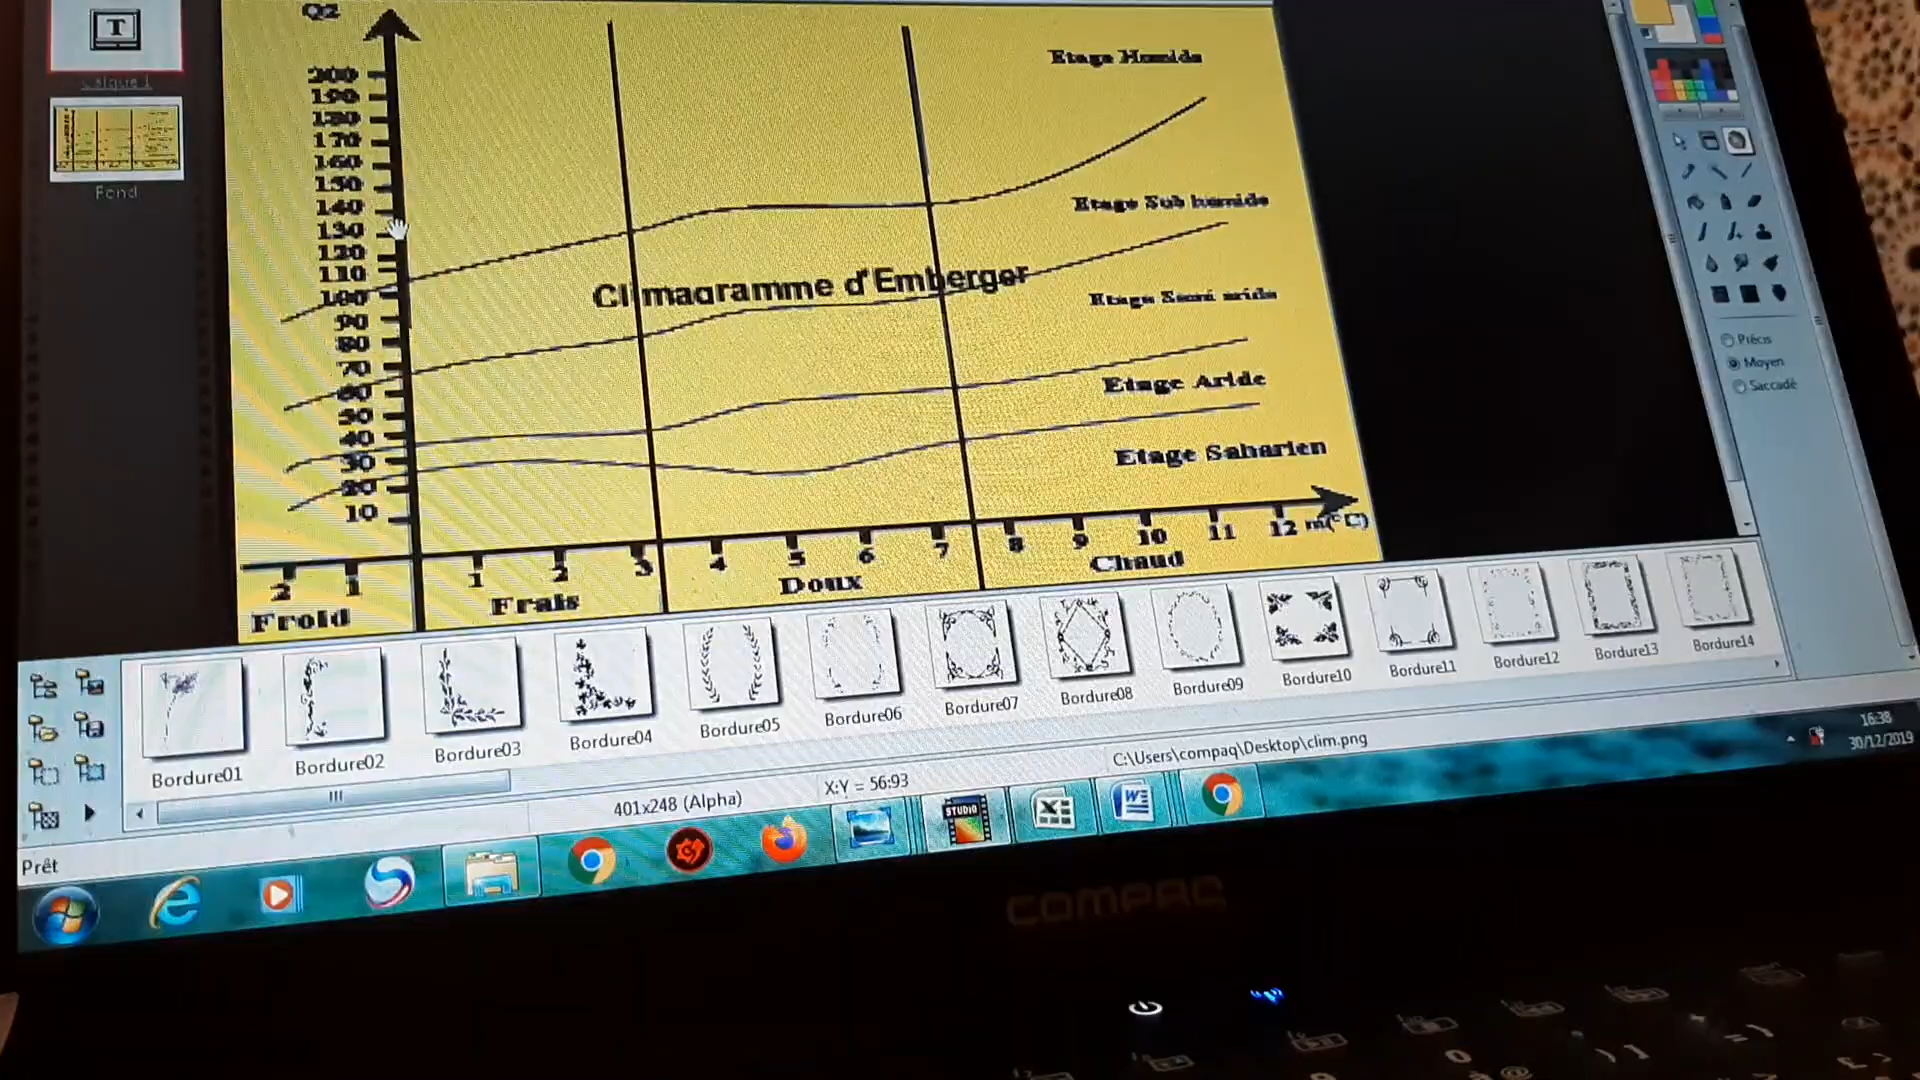 Q2
T
Calque 1
Fond
200
190
180
170
160
150
140
130
120
110
100
90
80
70
60
50
40
30
20
10
Etage Humide
Etage Sub humide
Climagramme d'Emberger
Etage Semi aride
Etage Aride
Etage Saharien
2 1 1 2 3 4 5 6 7 8 9 10 11 12 m(°C)
Froid Frais Doux Chaud
Précis
Moyen
Saccadé
Bordure01 Bordure02 Bordure03 Bordure04 Bordure05 Bordure06 Bordure07 Bordure08 Bordure09 Bordure10 Bordure11 Bordure12 Bordure13 Bordure14
401x248 (Alpha) X:Y = 56:93 C:\Users\compaq\Desktop\clim.png
Prêt
STUDIO
16:38
30/12/2019
COMPAQ